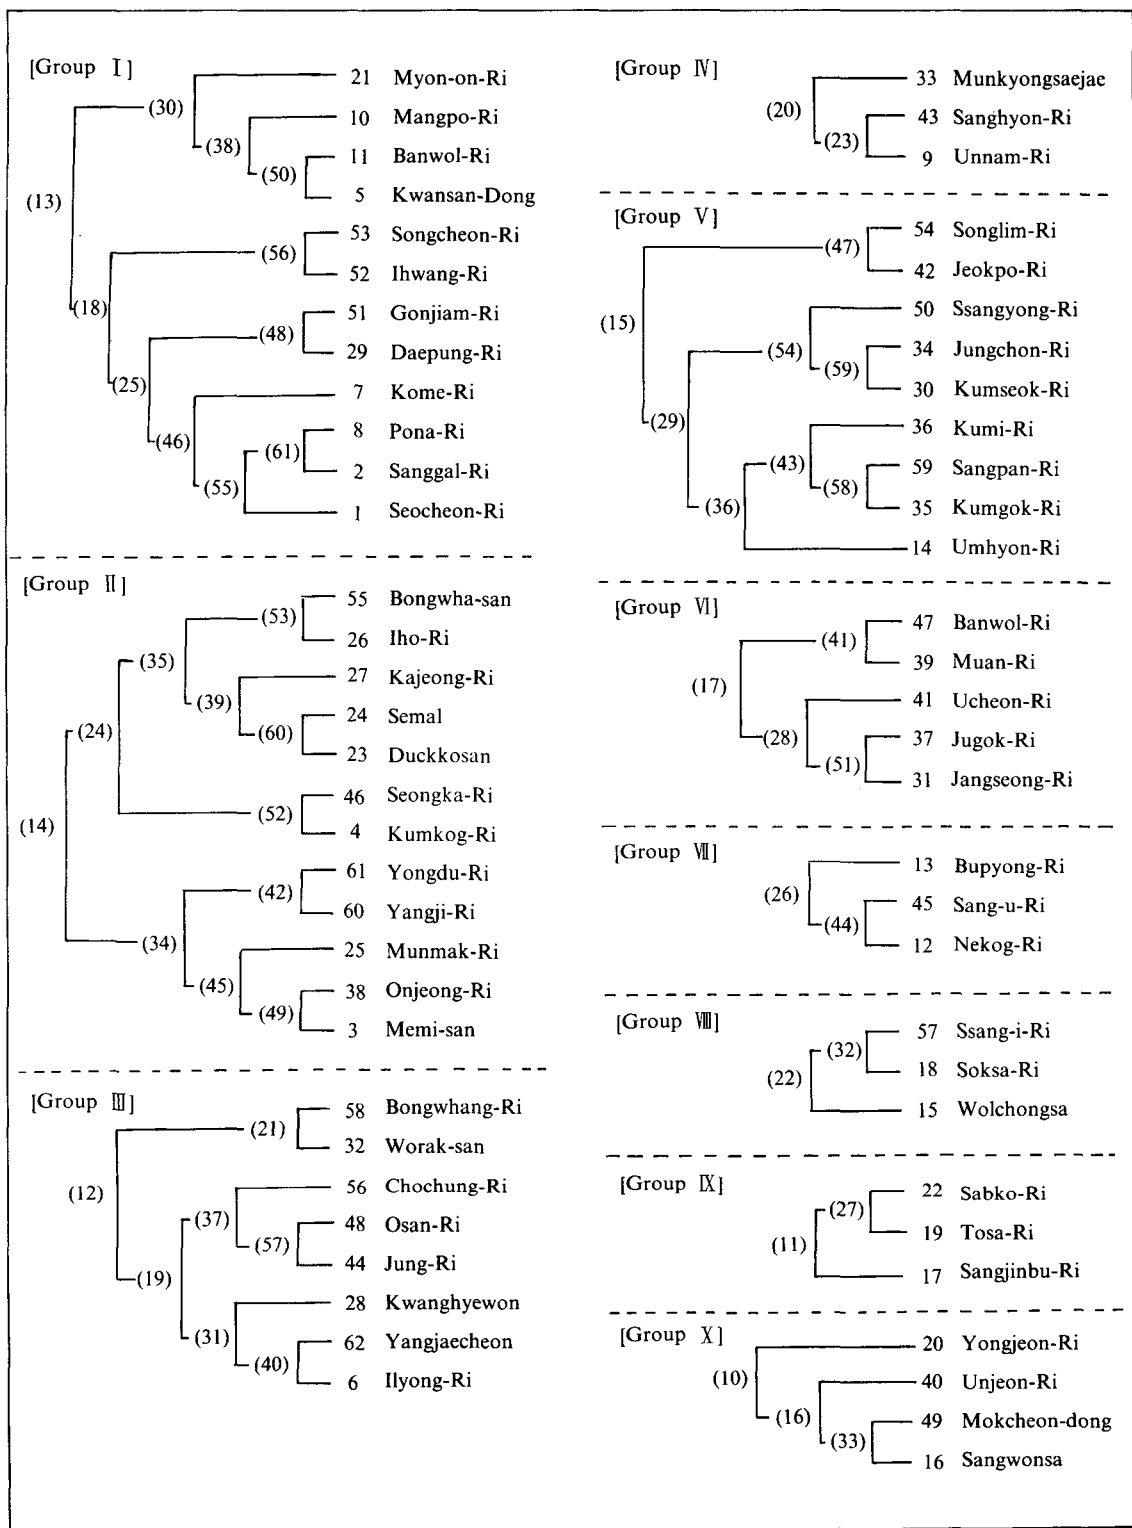 [Group Ⅰ]
21 Myon-on-Ri
(30)
10 Mangpo-Ri
(38)
11 Banwol-Ri
(50)
5 Kwansan-Dong
(13)
53 Songcheon-Ri
(56)
52 Ihwang-Ri
(18)
51 Gonjiam-Ri
(48)
29 Daepung-Ri
(25)
7 Kome-Ri
(46)
8 Pona-Ri
(61)
2 Sanggal-Ri
(55)
1 Seocheon-Ri
[Group Ⅱ]
55 Bongwha-san
(53)
26 Iho-Ri
(35)
27 Kajeong-Ri
(39)
24 Semal
(60)
23 Duckkosan
(24)
46 Seongka-Ri
(52)
4 Kumkog-Ri
(14)
61 Yongdu-Ri
(42)
60 Yangji-Ri
(34)
25 Munmak-Ri
(45)
38 Onjeong-Ri
(49)
3 Memi-san
[Group Ⅲ]
58 Bongwhang-Ri
(21)
32 Worak-san
(12)
56 Chochung-Ri
(37)
48 Osan-Ri
(57)
44 Jung-Ri
(19)
28 Kwanghyewon
(31)
62 Yangjaecheon
(40)
6 Ilyong-Ri
[Group Ⅳ]
33 Munkyongsaejae
(20)
43 Sanghyon-Ri
(23)
9 Unnam-Ri
[Group Ⅴ]
54 Songlim-Ri
(47)
42 Jeokpo-Ri
(15)
50 Ssangyong-Ri
(54)
34 Jungchon-Ri
(59)
30 Kumseok-Ri
(29)
36 Kumi-Ri
(43)
59 Sangpan-Ri
(58)
35 Kumgok-Ri
(36)
14 Umhyon-Ri
[Group Ⅵ]
47 Banwol-Ri
(41)
39 Muan-Ri
(17)
41 Ucheon-Ri
(28)
37 Jugok-Ri
(51)
31 Jangseong-Ri
[Group Ⅶ]
13 Bupyong-Ri
(26)
45 Sang-u-Ri
(44)
12 Nekog-Ri
[Group Ⅷ]
57 Ssang-i-Ri
(32)
18 Soksa-Ri
(22)
15 Wolchongsa
[Group Ⅸ]
22 Sabko-Ri
(27)
19 Tosa-Ri
(11)
17 Sangjinbu-Ri
[Group Ⅹ]
20 Yongjeon-Ri
(10)
40 Unjeon-Ri
(16)
49 Mokcheon-dong
(33)
16 Sangwonsa